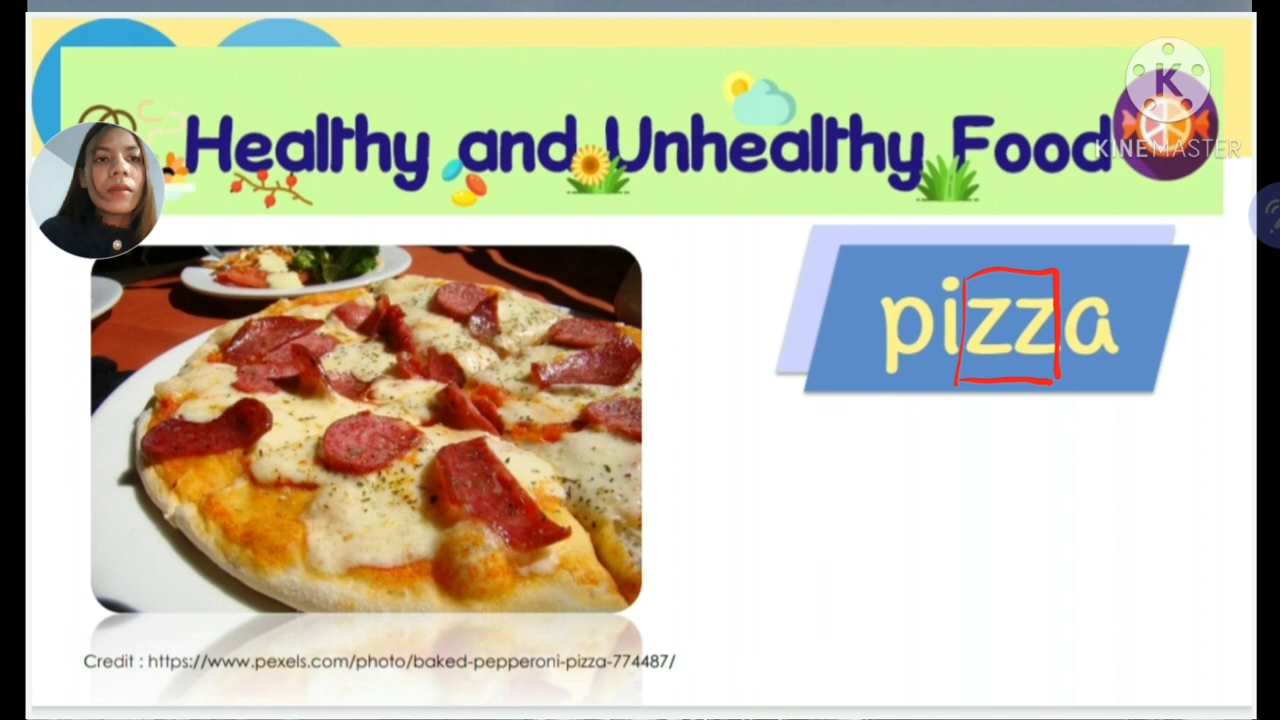 Healthy and Unhealthy Food
K
KINEMASTER
pizza
Credit : https://www.pexels.com/photo/baked-pepperoni-pizza-774487/